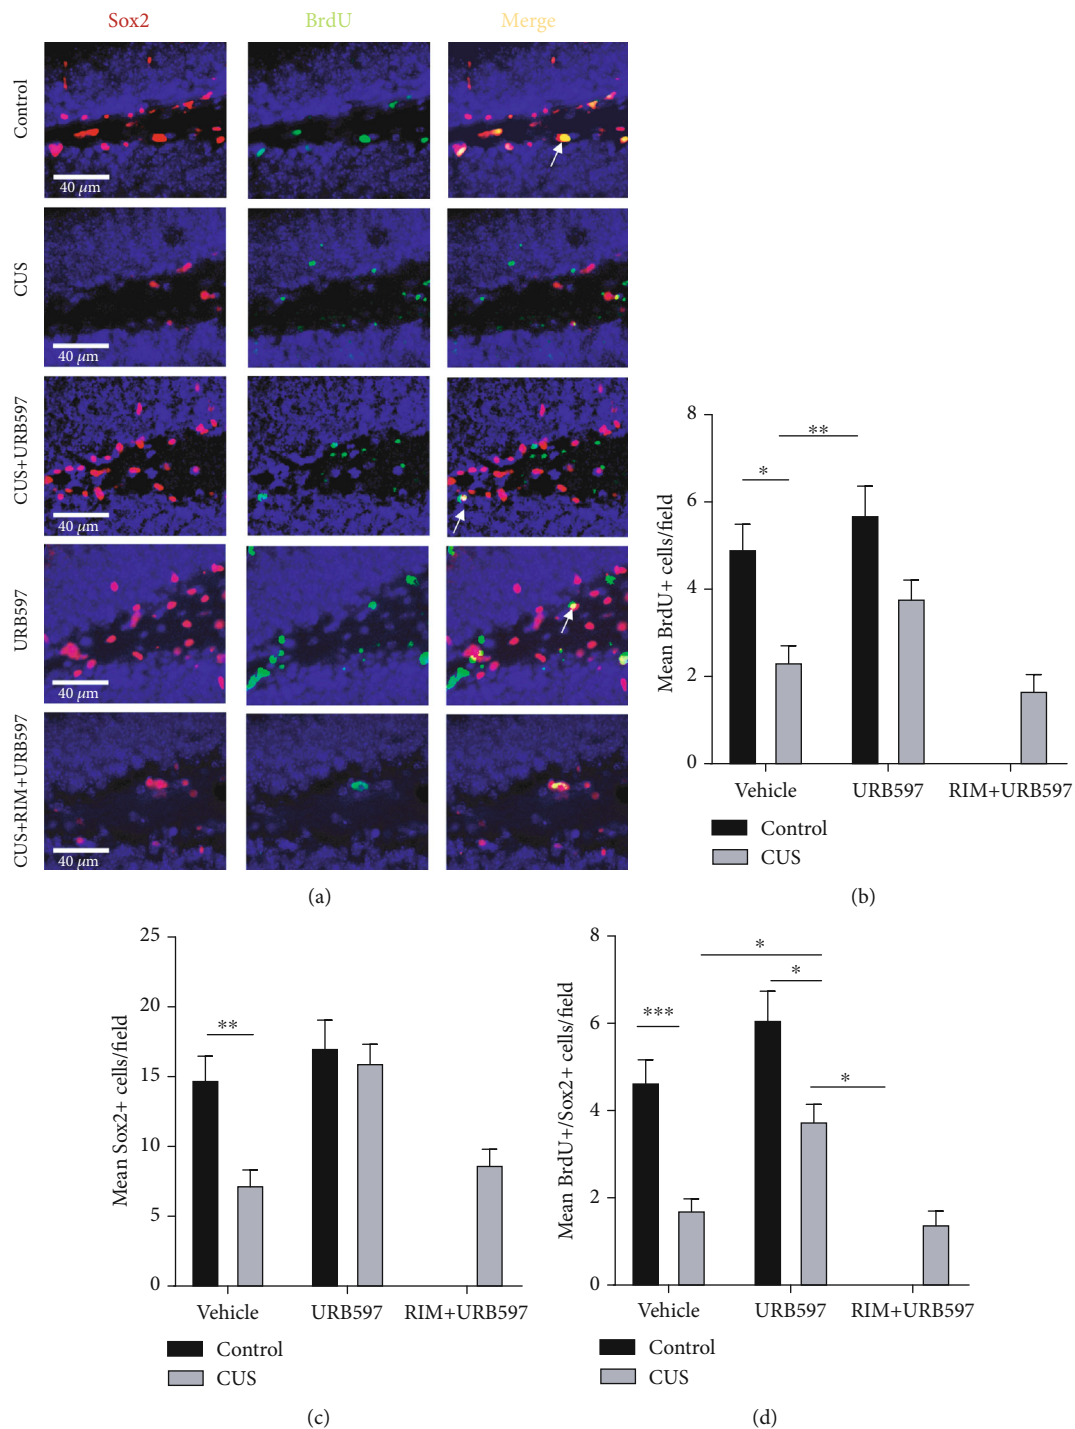 Sox2
BrdU
Merge
Control
40 µm
CUS
40 µm
CUS+URB597
40 µm
URB597
40 µm
CUS+RIM+URB597
40 µm
(a)
Mean BrdU+ cells/field
8
6
4
2
0
*
**
Vehicle
URB597
RIM+URB597
Control
CUS
(b)
Mean Sox2+ cells/field
25
20
15
10
5
0
**
Vehicle
URB597
RIM+URB597
Control
CUS
(c)
Mean BrdU+/Sox2+ cells/field
8
6
4
2
0
***
*
*
*
Vehicle
URB597
RIM+URB597
Control
CUS
(d)